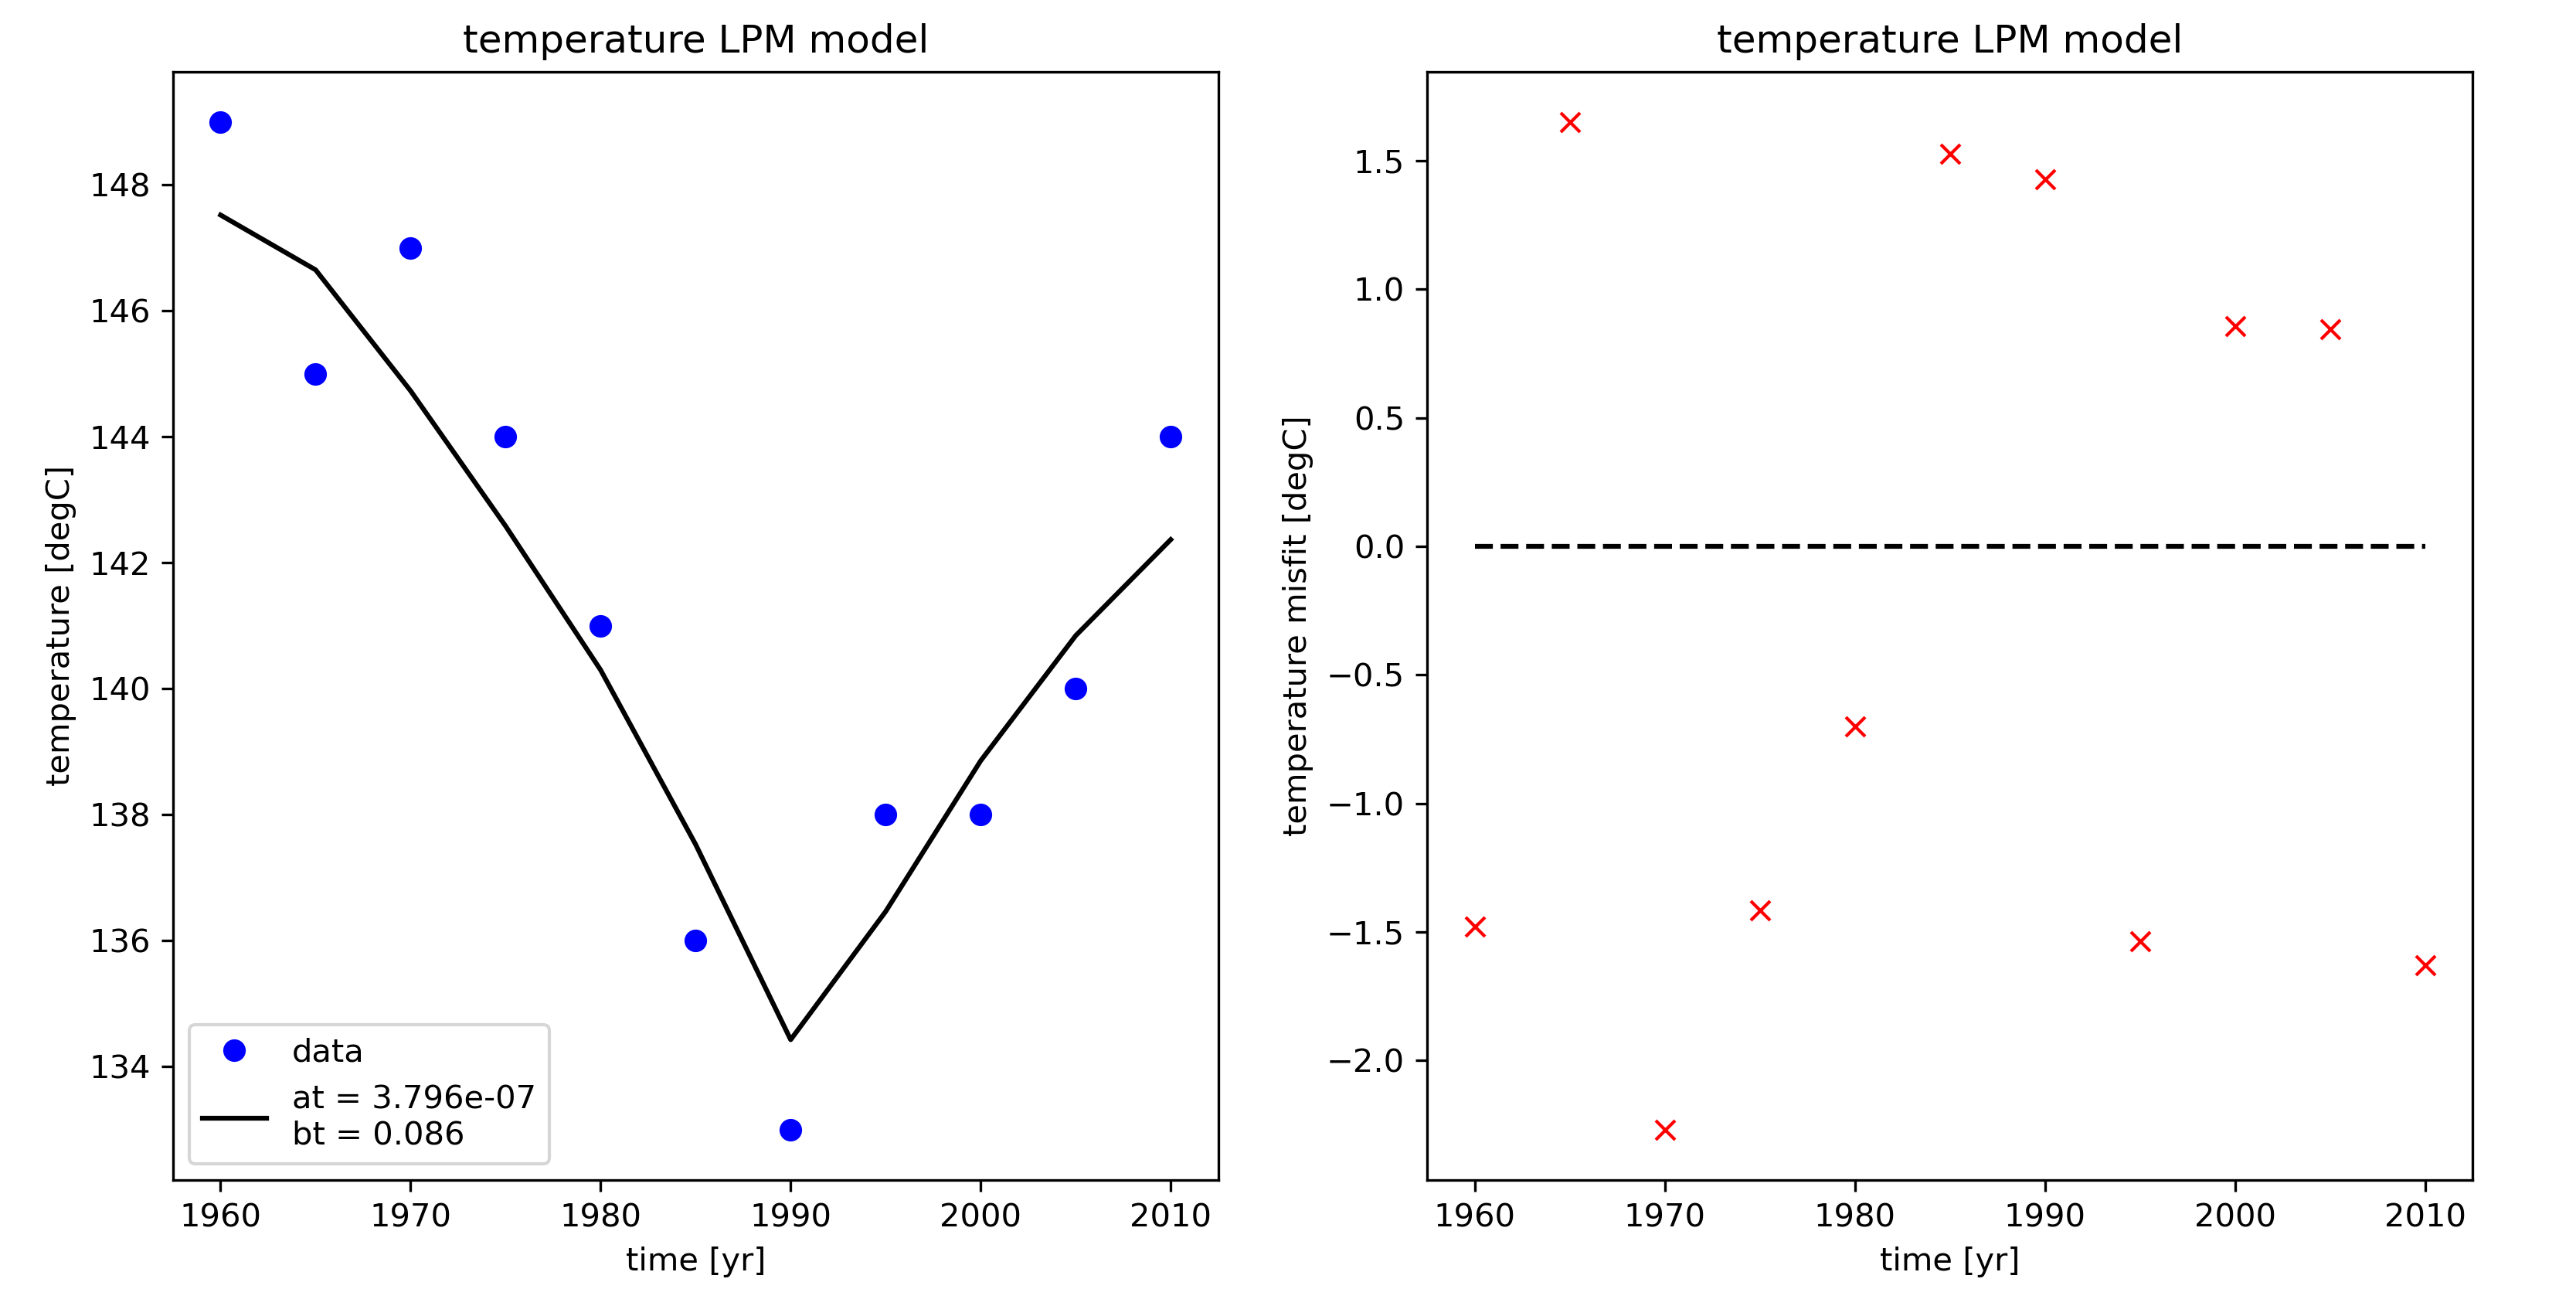 temperature LPM model
temperature [degC]
148
146
144
142
140
138
136
134
data
at = 3.796e-07
bt = 0.086
1960 1970 1980 1990 2000 2010
time [yr]
temperature LPM model
temperature misfit [degC]
1.5
1.0
0.5
0.0
−0.5
−1.0
−1.5
−2.0
1960 1970 1980 1990 2000 2010
time [yr]